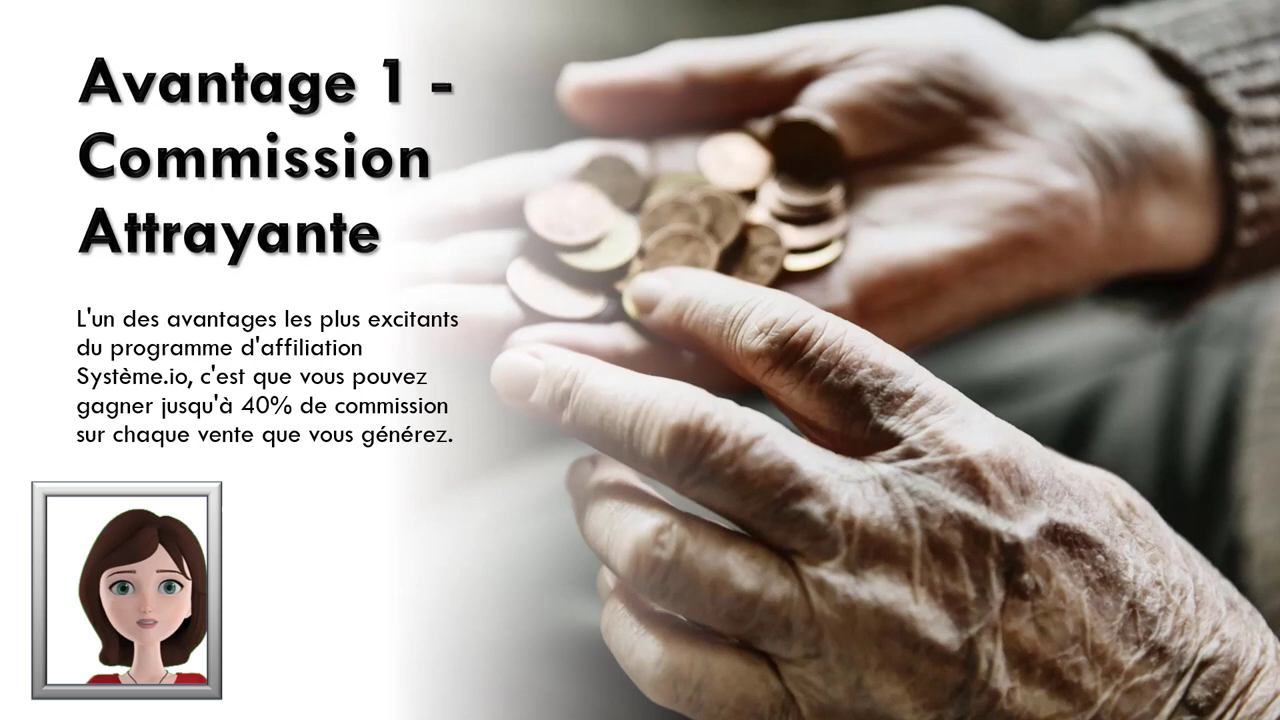 Avantage 1 -
Commission
Attrayante
L'un des avantages les plus excitants
du programme d'affiliation
Système.io, c'est que vous pouvez
gagner jusqu'à 40% de commission
sur chaque vente que vous générez.